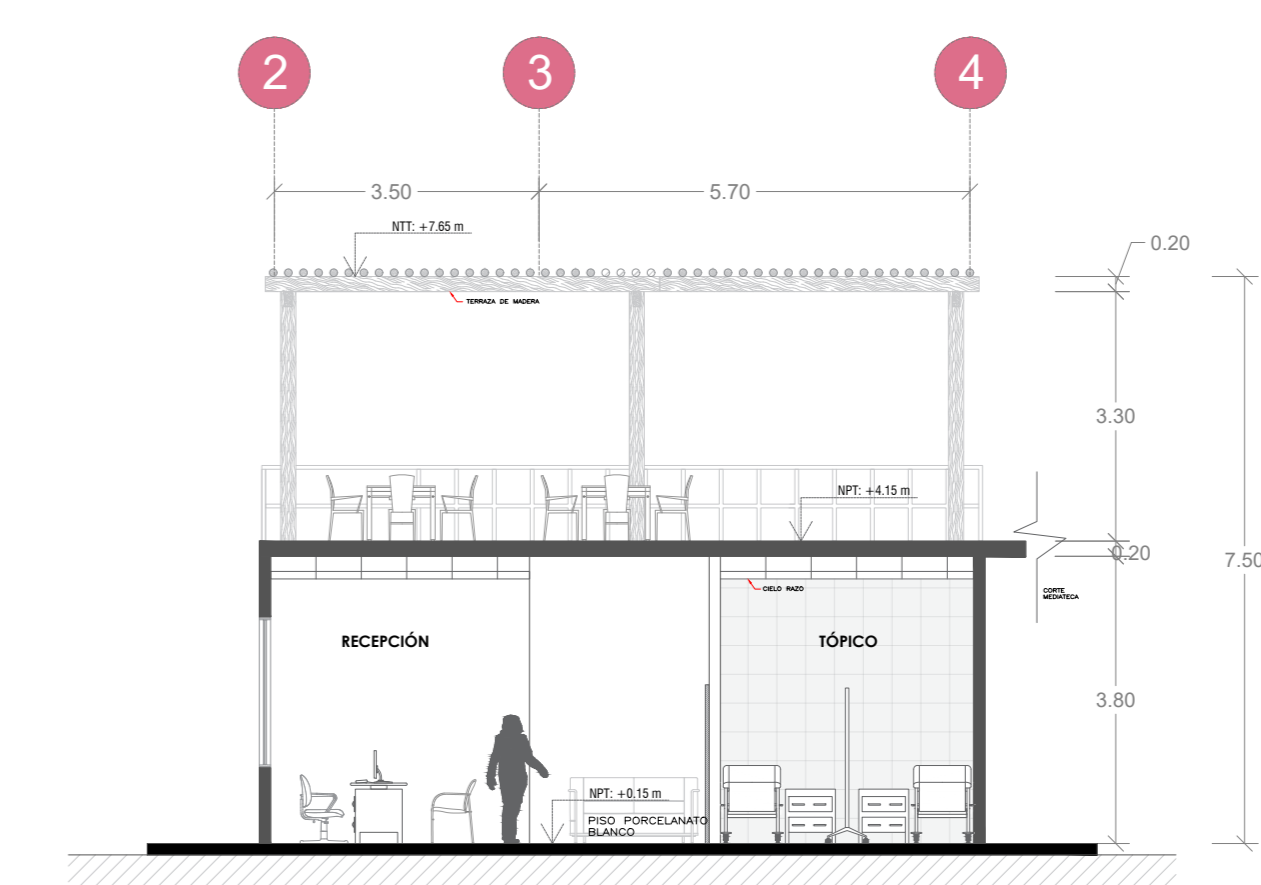 2 3 4
3.50 5.70
NTT: +7.65 m
0.20
TERRAZA DE MADERA
3.30
NPT: +4.15 m
0.20
7.50
CIELO RAZO
CORTE
MEDIATECA
RECEPCIÓN
TÓPICO
3.80
NPT: +0.15 m
PISO PORCELANATO
BLANCO